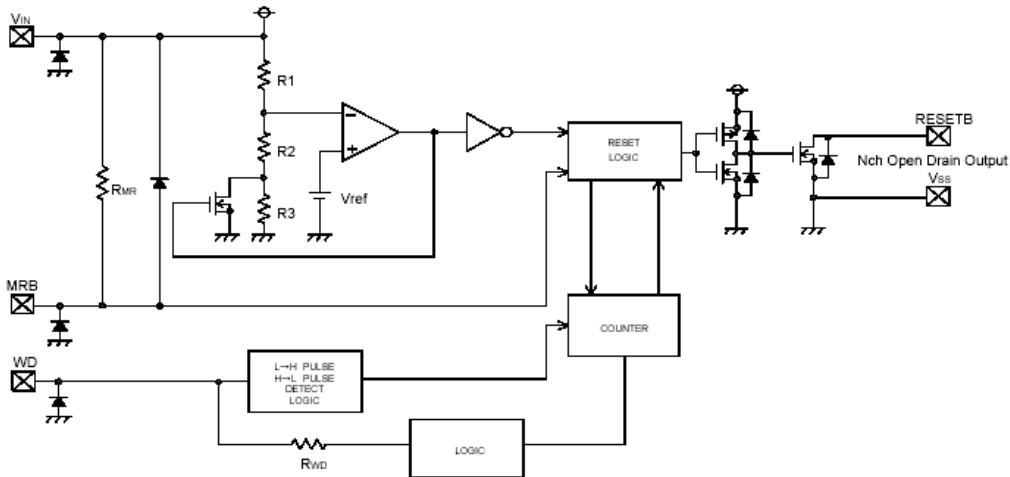 VIN
R1
R2
R3
RMR
Vref
−
+
RESET
LOGIC
RESETB
Nch Open Drain Output
VSS
MRB
COUNTER
WD
L→H PULSE
H→L PULSE
DETECT
LOGIC
RWD
LOGIC